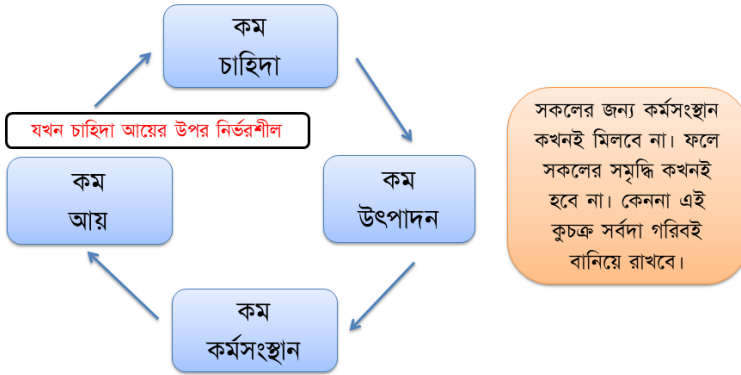 কম
চাহিদা
যখন চাহিদা আয়ের উপর নির্ভরশীল
কম
আয়
কম
উৎপাদন
কম
কর্মসংস্থান
সকলের জন্য কর্মসংস্থান
কখনই মিলবে না। ফলে
সকলের সমৃদ্ধি কখনই
হবে না। কেননা এই
কুচক্র সর্বদা গরিবই
বানিয়ে রাখবে।